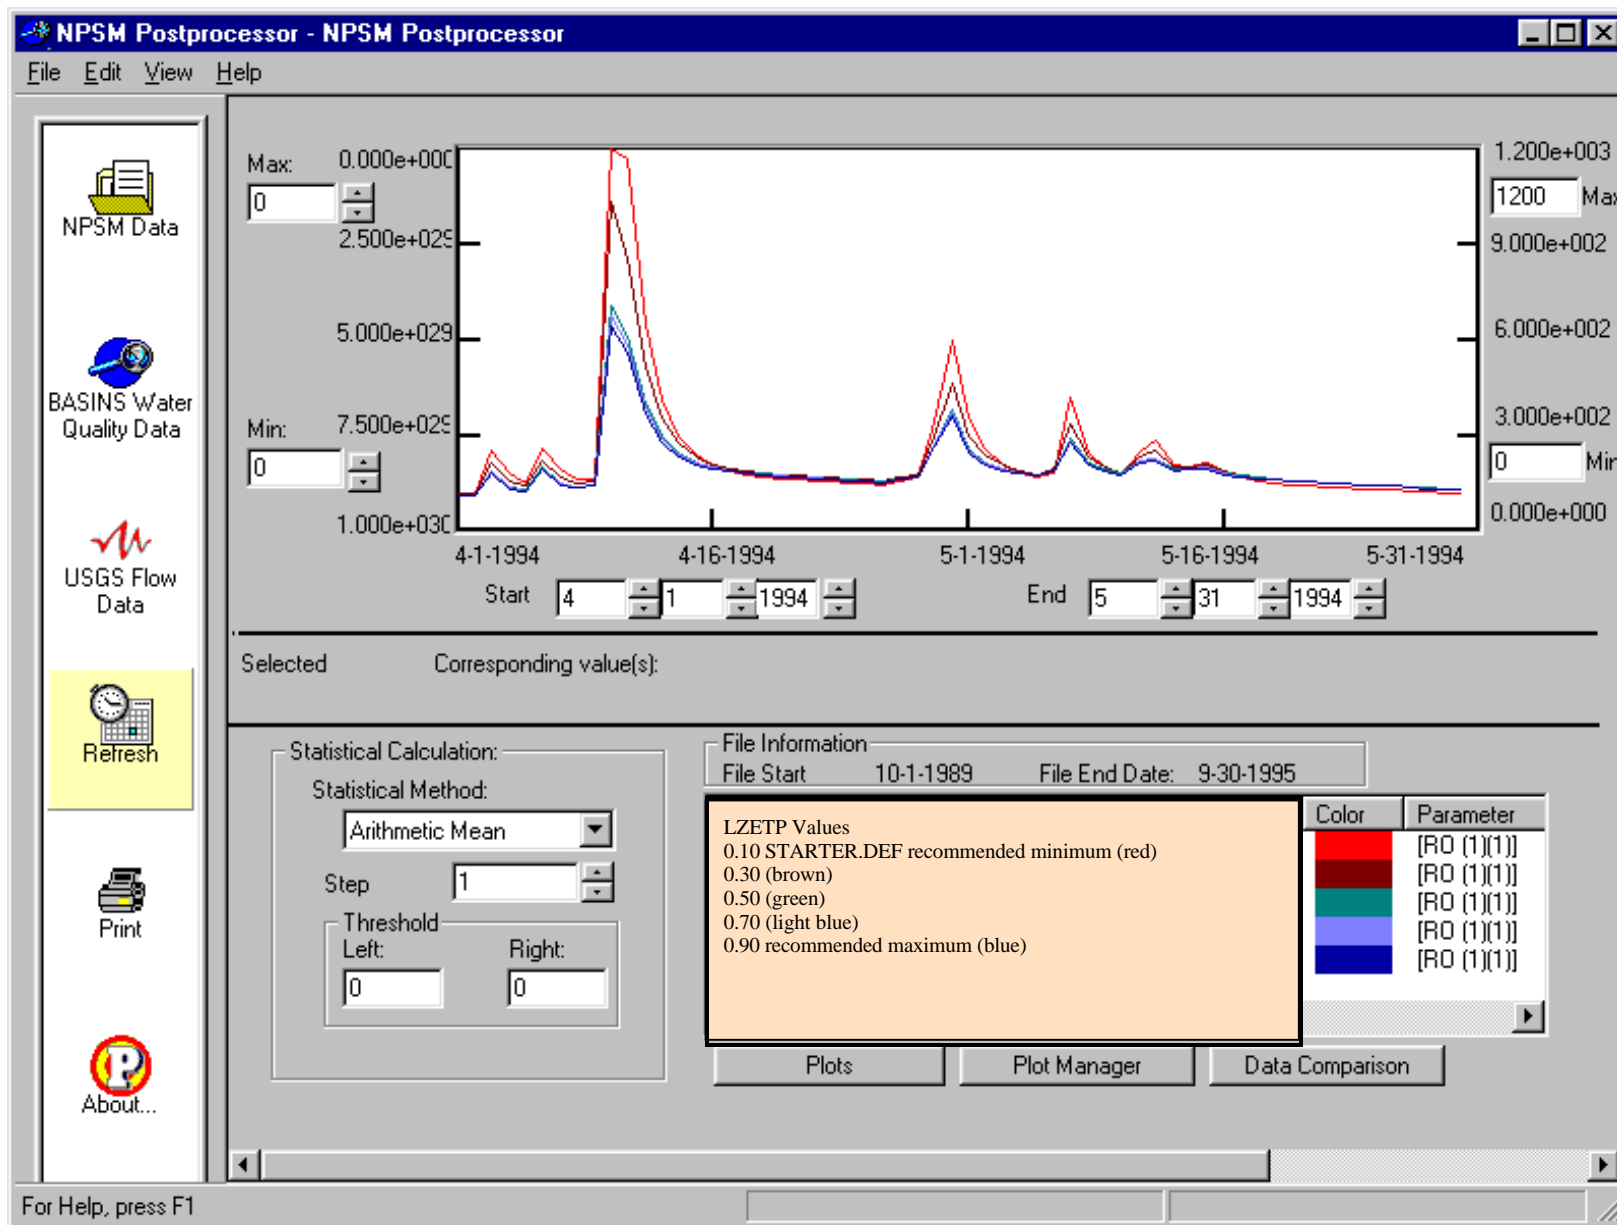 NPSM Postprocessor - NPSM Postprocessor
File Edit View Help
NPSM Data
BASINS Water
Quality Data
USGS Flow
Data
Refresh
Print
About...
Max:
0
0.000e+000
2.500e+029
5.000e+029
Min:
0
7.500e+029
1.000e+030
1.200e+003
1200 Max
9.000e+002
6.000e+002
3.000e+002
0 Min
0.000e+000
4-1-1994 4-16-1994 5-1-1994 5-16-1994 5-31-1994
Start 4 1 1994 End 5 31 1994
Selected Corresponding value(s):
Statistical Calculation:
Statistical Method:
Arithmetic Mean
Step 1
Threshold
Left: Right:
0 0
File Information
File Start 10-1-1989 File End Date: 9-30-1995
LZETP Values
0.10 STARTER.DEF recommended minimum (red)
0.30 (brown)
0.50 (green)
0.70 (light blue)
0.90 recommended maximum (blue)
Color Parameter
[RO (1)(1)]
[RO (1)(1)]
[RO (1)(1)]
[RO (1)(1)]
[RO (1)(1)]
Plots Plot Manager Data Comparison
For Help, press F1